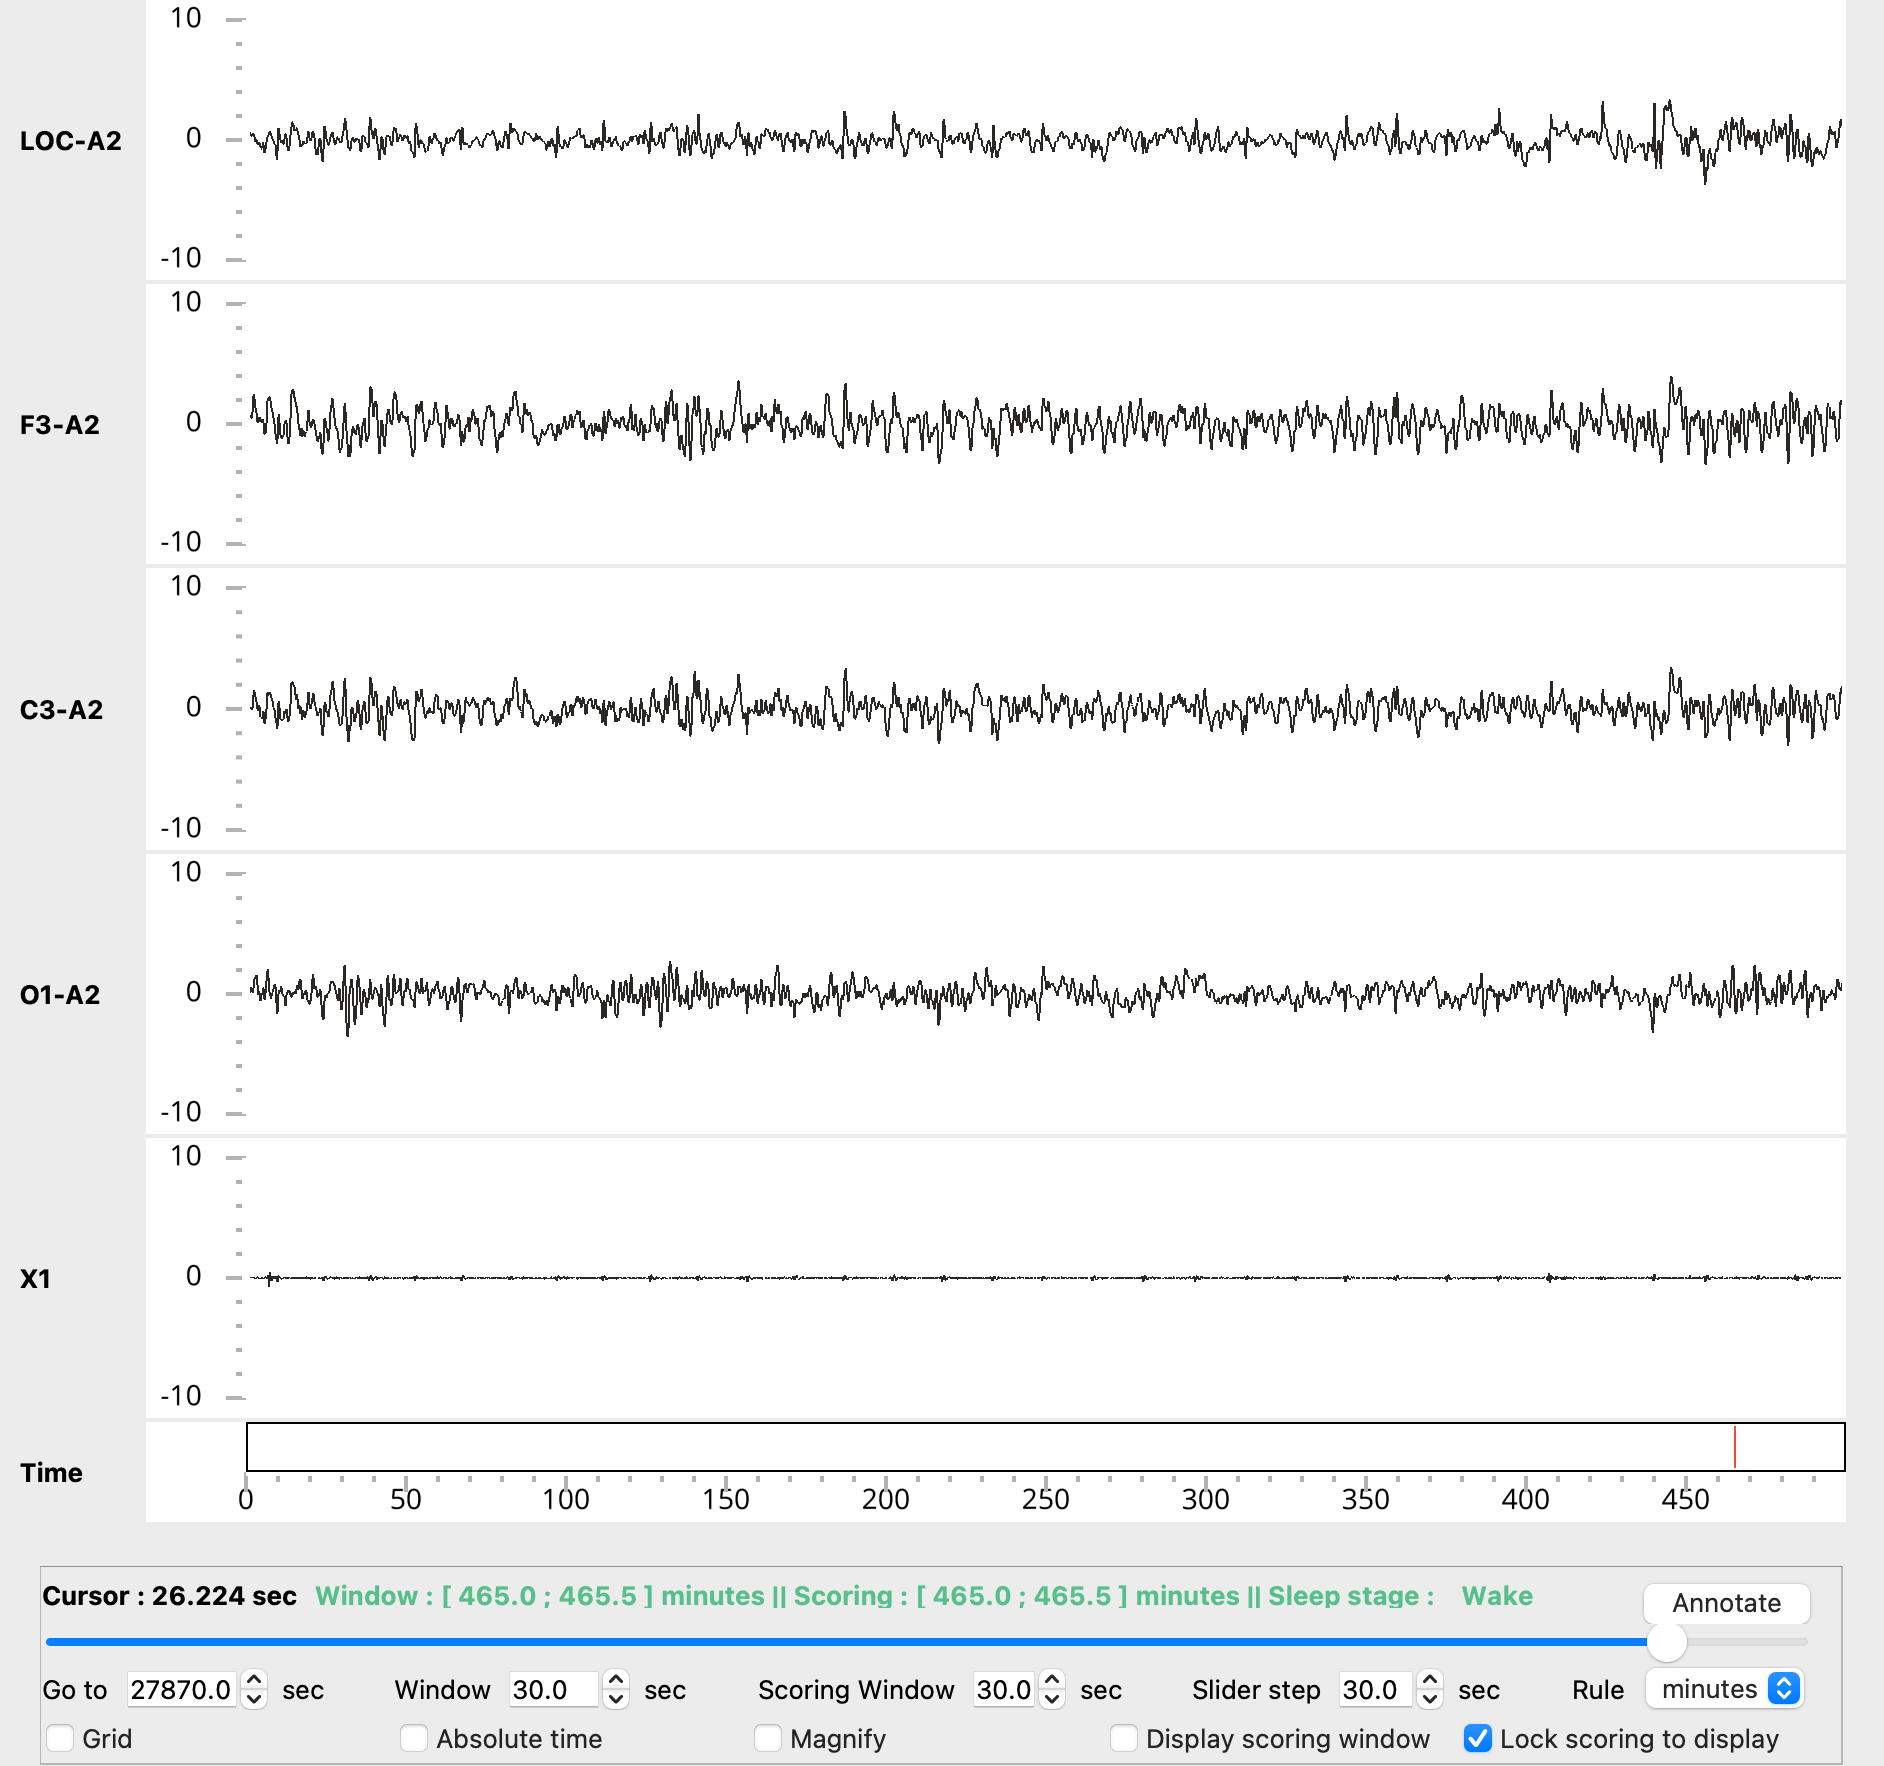 10
LOC-A2
0
-10
10
F3-A2
0
-10
10
C3-A2
0
-10
10
O1-A2
0
-10
10
X1
0
-10
Time
0 50 100 150 200 250 300 350 400 450
Cursor : 26.224 sec Window : [ 465.0 ; 465.5 ] minutes || Scoring : [ 465.0 ; 465.5 ] minutes || Sleep stage : Wake
Annotate
Go to 27870.0 sec Window 30.0 sec Scoring Window 30.0 sec Slider step 30.0 sec Rule minutes
Grid Absolute time Magnify Display scoring window Lock scoring to display